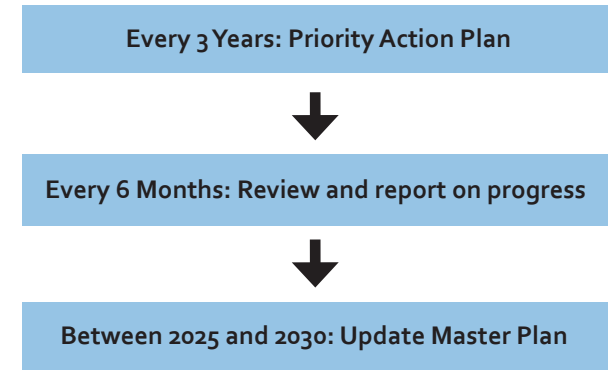 Every 3 Years: Priority Action Plan
Every 6 Months: Review and report on progress
Between 2025 and 2030: Update Master Plan